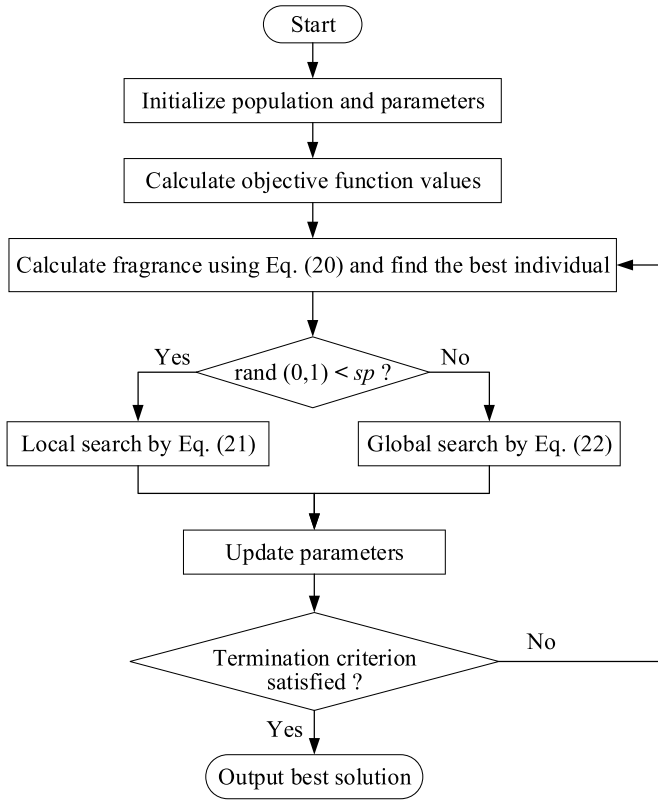 Start
Initialize population and parameters
Calculate objective function values
Calculate fragrance using Eq. (20) and find the best individual
Yes
No
rand (0,1) < sp ?
Local search by Eq. (21)
Global search by Eq. (22)
Update parameters
No
Termination criterion
satisfied ?
Yes
Output best solution